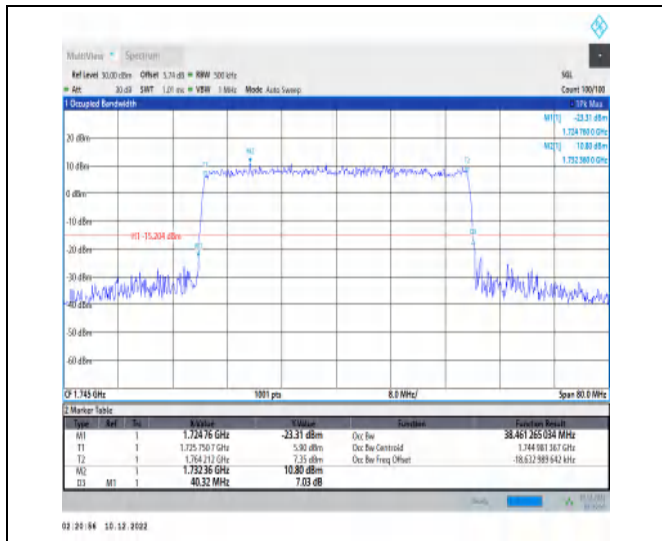 MultiView Spectrum
Ref Level 30.00 dBm Offset 3.74 dB RBW 500 kHz SGL
Att 30 dB SWT 1.01 ms VBW 1 MHz Mode Auto Sweep Count 100/100
1 Occupied Bandwidth 1Pk Max
M1[1] -23.31 dBm
1.724 760 0 GHz
M2[1] 10.80 dBm
1.732 360 0 GHz
20 dBm
M2
T1 T2
10 dBm
0 dBm
-10 dBm
H1 -15.204 dBm
D3
M1
-20 dBm
-30 dBm
-40 dBm
-50 dBm
-60 dBm
CF 1.745 GHz 1001 pts 8.0 MHz/ Span 80.0 MHz
2 Marker Table
Type Ref Trc X-Value Y-Value Function Function Result
M1 1 1.724 76 GHz -23.31 dBm Occ Bw 38.461 265 034 MHz
T1 1 1.725 750 7 GHz 5.90 dBm Occ Bw Centroid 1.744 981 367 GHz
T2 1 1.764 212 GHz 7.35 dBm Occ Bw Freq Offset -18.632 989 642 kHz
M2 1 1.732 36 GHz 10.80 dBm
D3 M1 1 40.32 MHz 7.03 dB
02:20:56 10.12.2022